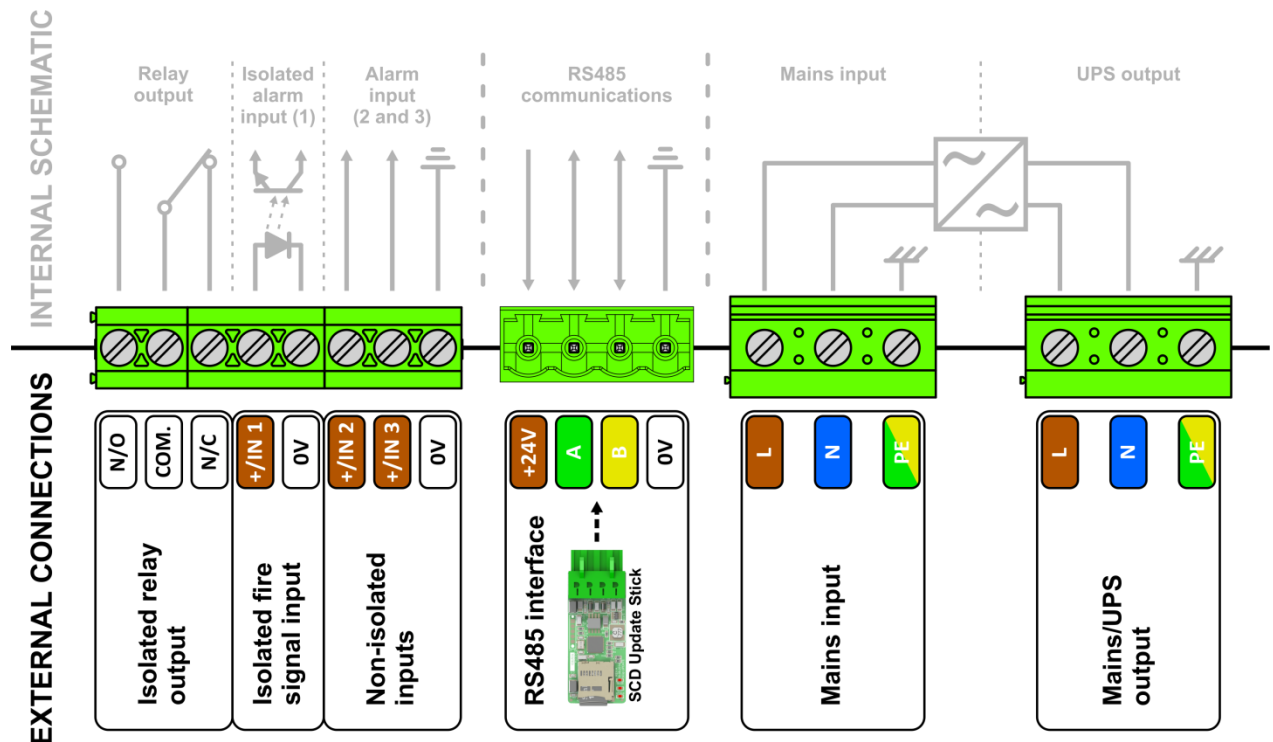 INTERNAL SCHEMATIC
Relay
output
Isolated
alarm
input (1)
Alarm
input
(2 and 3)
RS485
communications
Mains input
UPS output
EXTERNAL CONNECTIONS
N/O
COM.
N/C
+/IN 1
0V
+/IN 2
+/IN 3
0V
+24V
A
B
0V
L
N
PE
L
N
PE
Isolated relay
output
Isolated fire
signal input
Non-isolated
inputs
RS485 interface
SCD Update Stick
Mains input
Mains/UPS
output